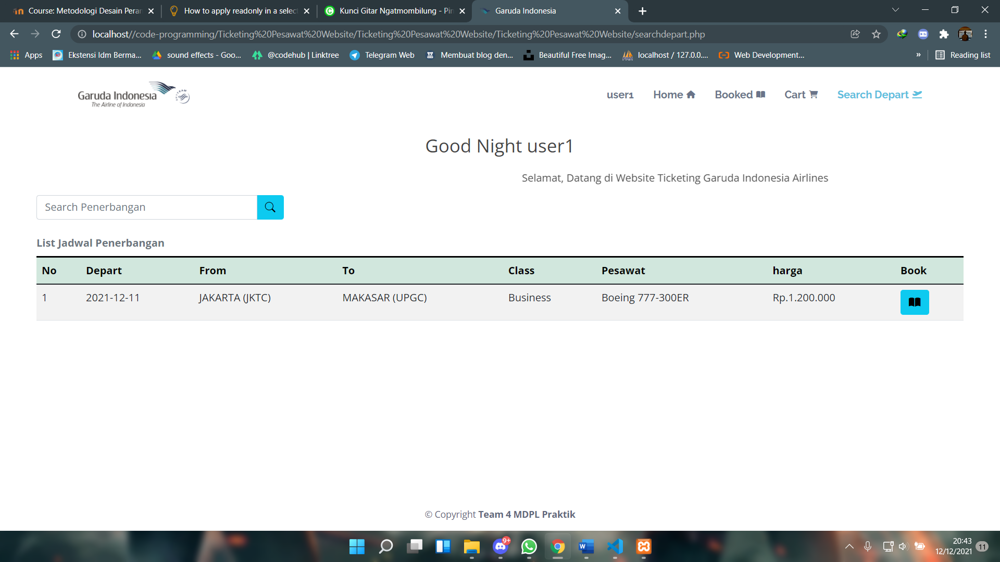 Course: Metodologi Desain Peran
How to apply readonly in a select
Kunci Gitar Ngatmombilung - Pin
Garuda Indonesia
localhost//code-programming/Ticketing%20Pesawat%20Website/Ticketing%20Pesawat%20Website/Ticketing%20Pesawat%20Website/searchdepart.php
Apps Ekstensi Idm Berma... sound effects - Goo... @codehub | Linktree Telegram Web Membuat blog den... Beautiful Free Imag... localhost / 127.0.0.... Web Development... » Reading list
Garuda Indonesia
The Airline of Indonesia
user1 Home Booked Cart Search Depart
Good Night user1
Selamat, Datang di Website Ticketing Garuda Indonesia Airlines
Search Penerbangan
List Jadwal Penerbangan
No Depart From To Class Pesawat harga Book
1 2021-12-11 JAKARTA (JKTC) MAKASAR (UPGC) Business Boeing 777-300ER Rp.1.200.000
© Copyright Team 4 MDPL Praktik
9+
20:43
12/12/2021
11